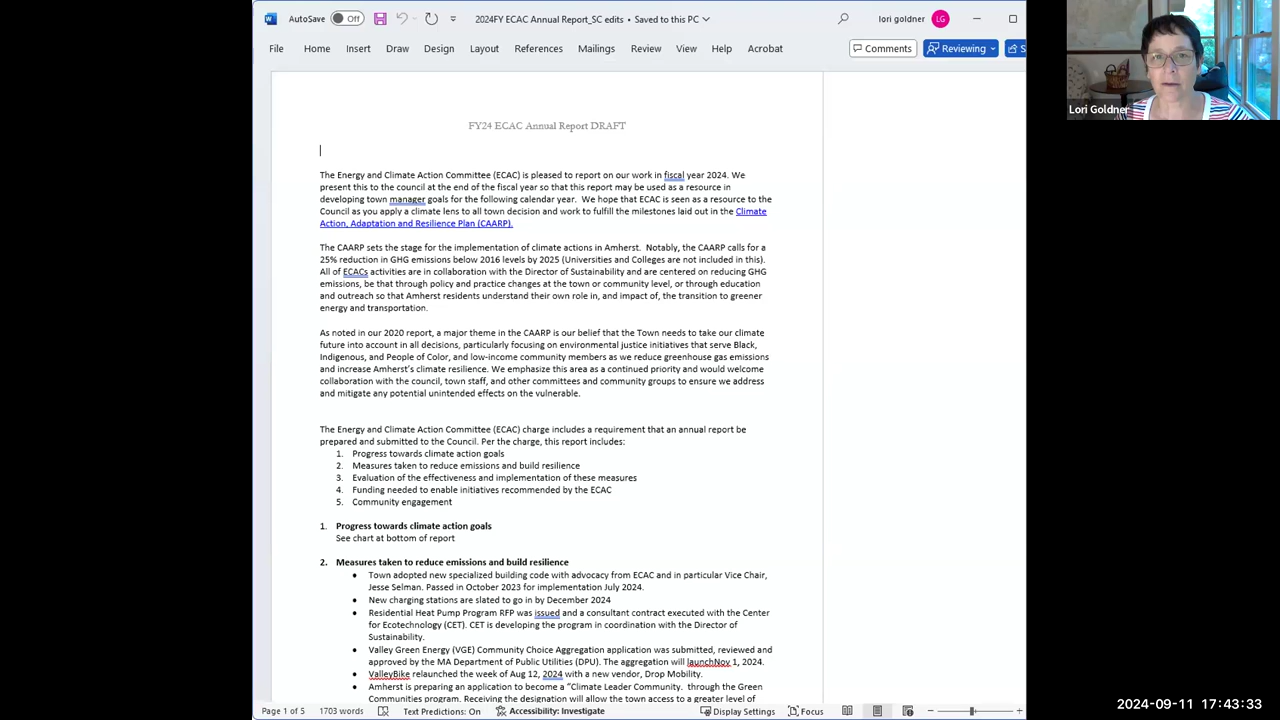 AutoSave Off 2024FY ECAC Annual Report_SC edits • Saved to this PC lori goldner LG
File Home Insert Draw Design Layout References Mailings Review View Help Acrobat Comments Reviewing S
Lori Goldner
FY24 ECAC Annual Report DRAFT
The Energy and Climate Action Committee (ECAC) is pleased to report on our work in fiscal year 2024. We
present this to the council at the end of the fiscal year so that this report may be used as a resource in
developing town manager goals for the following calendar year. We hope that ECAC is seen as a resource to the
Council as you apply a climate lens to all town decision and work to fulfill the milestones laid out in the Climate
Action, Adaptation and Resilience Plan (CAARP).
The CAARP sets the stage for the implementation of climate actions in Amherst. Notably, the CAARP calls for a
25% reduction in GHG emissions below 2016 levels by 2025 (Universities and Colleges are not included in this).
All of ECACs activities are in collaboration with the Director of Sustainability and are centered on reducing GHG
emissions, be that through policy and practice changes at the town or community level, or through education
and outreach so that Amherst residents understand their own role in, and impact of, the transition to greener
energy and transportation.
As noted in our 2020 report, a major theme in the CAARP is our belief that the Town needs to take our climate
future into account in all decisions, particularly focusing on environmental justice initiatives that serve Black,
Indigenous, and People of Color, and low-income community members as we reduce greenhouse gas emissions
and increase Amherst's climate resilience. We emphasize this area as a continued priority and would welcome
collaboration with the council, town staff, and other committees and community groups to ensure we address
and mitigate any potential unintended effects on the vulnerable.
The Energy and Climate Action Committee (ECAC) charge includes a requirement that an annual report be
prepared and submitted to the Council. Per the charge, this report includes:
1. Progress towards climate action goals
2. Measures taken to reduce emissions and build resilience
3. Evaluation of the effectiveness and implementation of these measures
4. Funding needed to enable initiatives recommended by the ECAC
5. Community engagement
1. Progress towards climate action goals
See chart at bottom of report
2. Measures taken to reduce emissions and build resilience
• Town adopted new specialized building code with advocacy from ECAC and in particular Vice Chair,
Jesse Selman. Passed in October 2023 for implementation July 2024.
• New charging stations are slated to go in by December 2024
• Residential Heat Pump Program RFP was issued and a consultant contract executed with the Center
for Ecotechnology (CET). CET is developing the program in coordination with the Director of
Sustainability.
• Valley Green Energy (VGE) Community Choice Aggregation application was submitted, reviewed and
approved by the MA Department of Public Utilities (DPU). The aggregation will launchNov 1, 2024.
• ValleyBike relaunched the week of Aug 12, 2024 with a new vendor, Drop Mobility.
• Amherst is preparing an application to become a "Climate Leader Community. through the Green
Communities program. Receiving the designation will allow the town access to a greater level of
Page 1 of 5 1703 words Text Predictions: On Accessibility: Investigate Display Settings Focus
2024-09-11 17:43:33